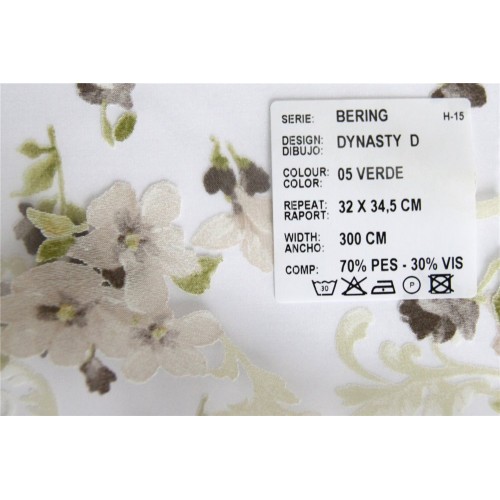 SERIE: BERING H-15
DESIGN: DYNASTY D
DIBUJO:
COLOUR: 05 VERDE
COLOR:
REPEAT: 32 X 34,5 CM
RAPORT:
WIDTH: 300 CM
ANCHO:
COMP: 70% PES - 30% VIS
30 P